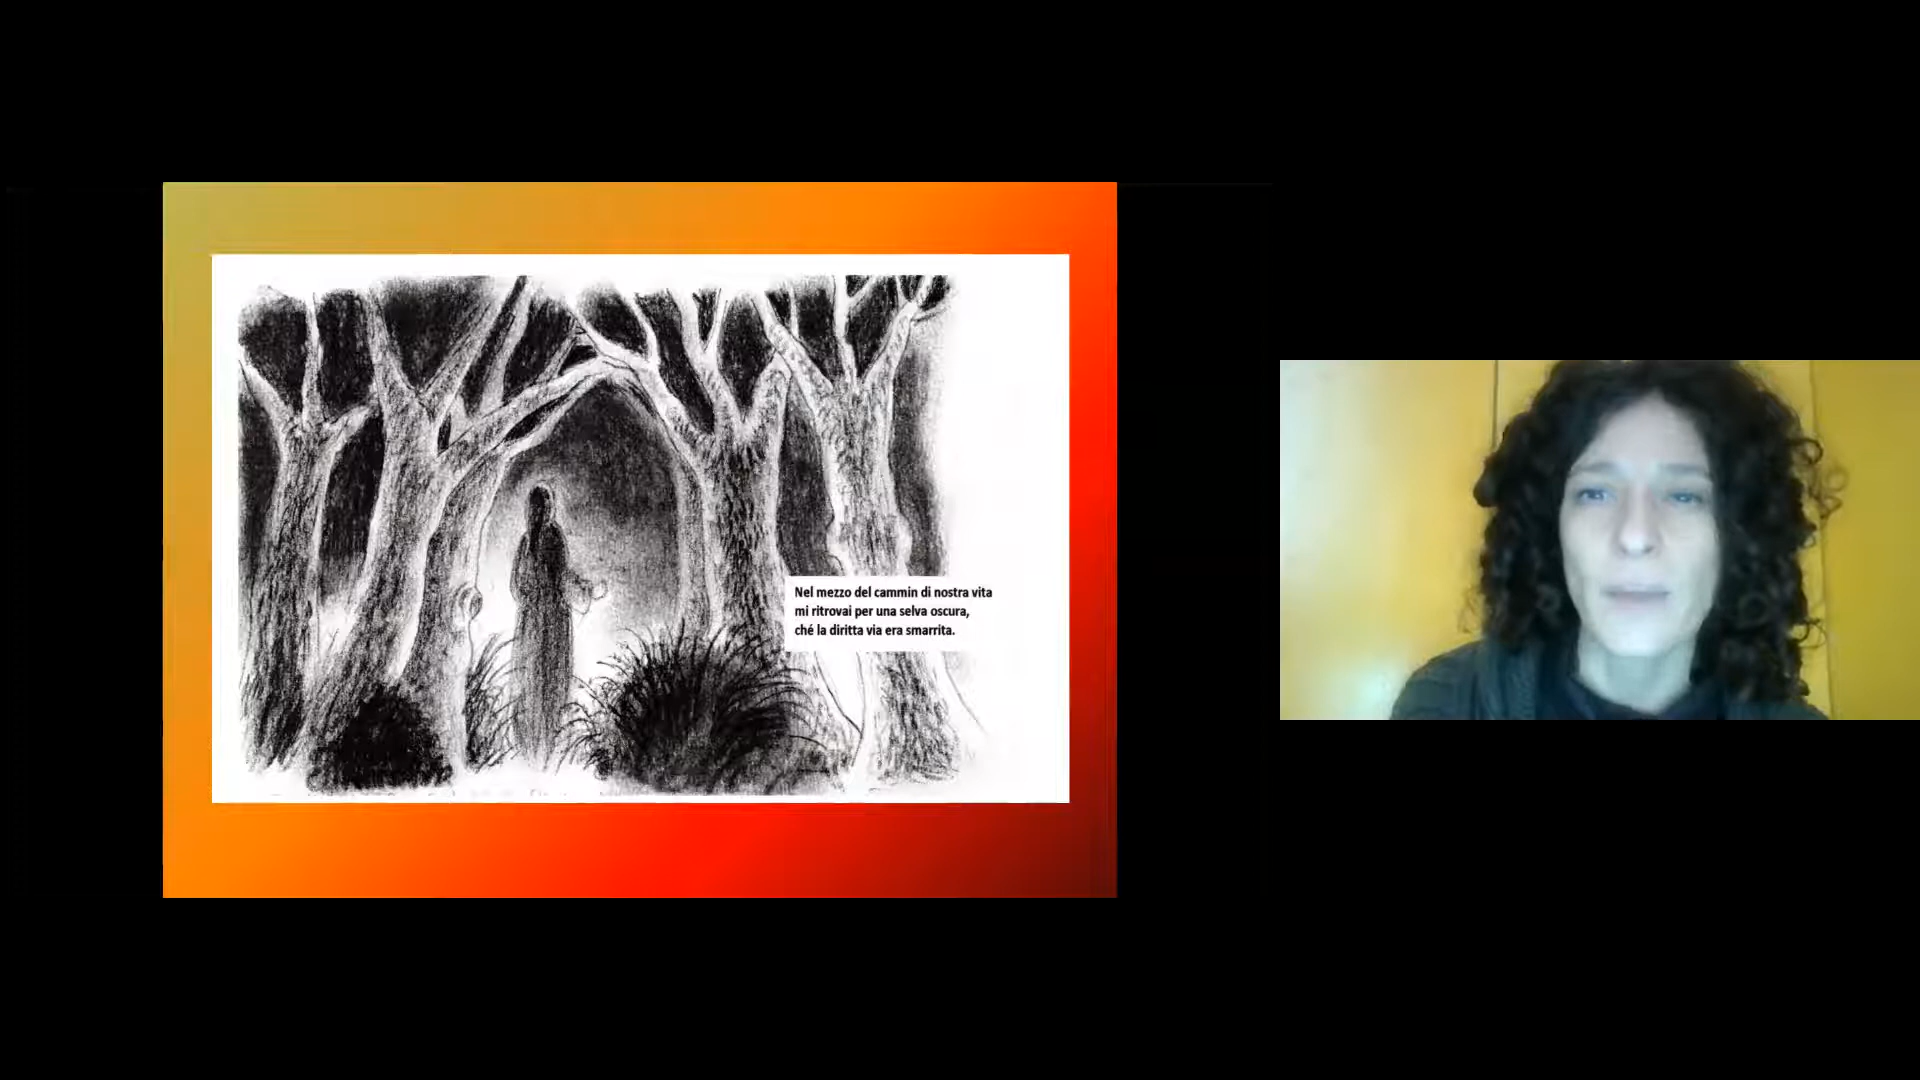 Nel mezzo del cammin di nostra vita
mi ritrovai per una selva oscura,
ché la diritta via era smarrita.